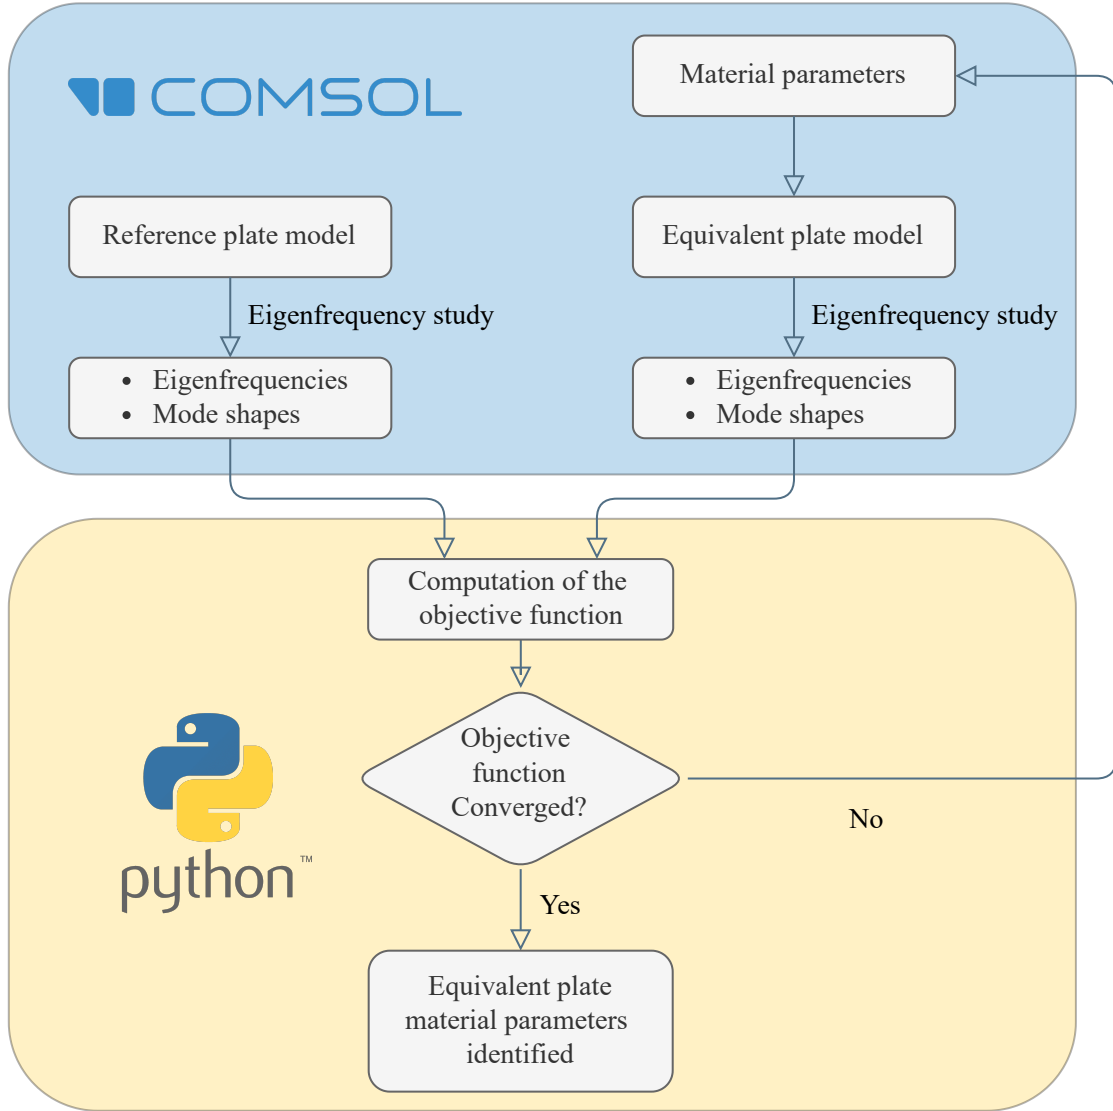 COMSOL
Material parameters
Reference plate model
Equivalent plate model
Eigenfrequency study
Eigenfrequency study
• Eigenfrequencies
• Mode shapes
• Eigenfrequencies
• Mode shapes
Computation of the
objective function
Objective
function
Converged?
No
python™
Yes
Equivalent plate
material parameters
identified